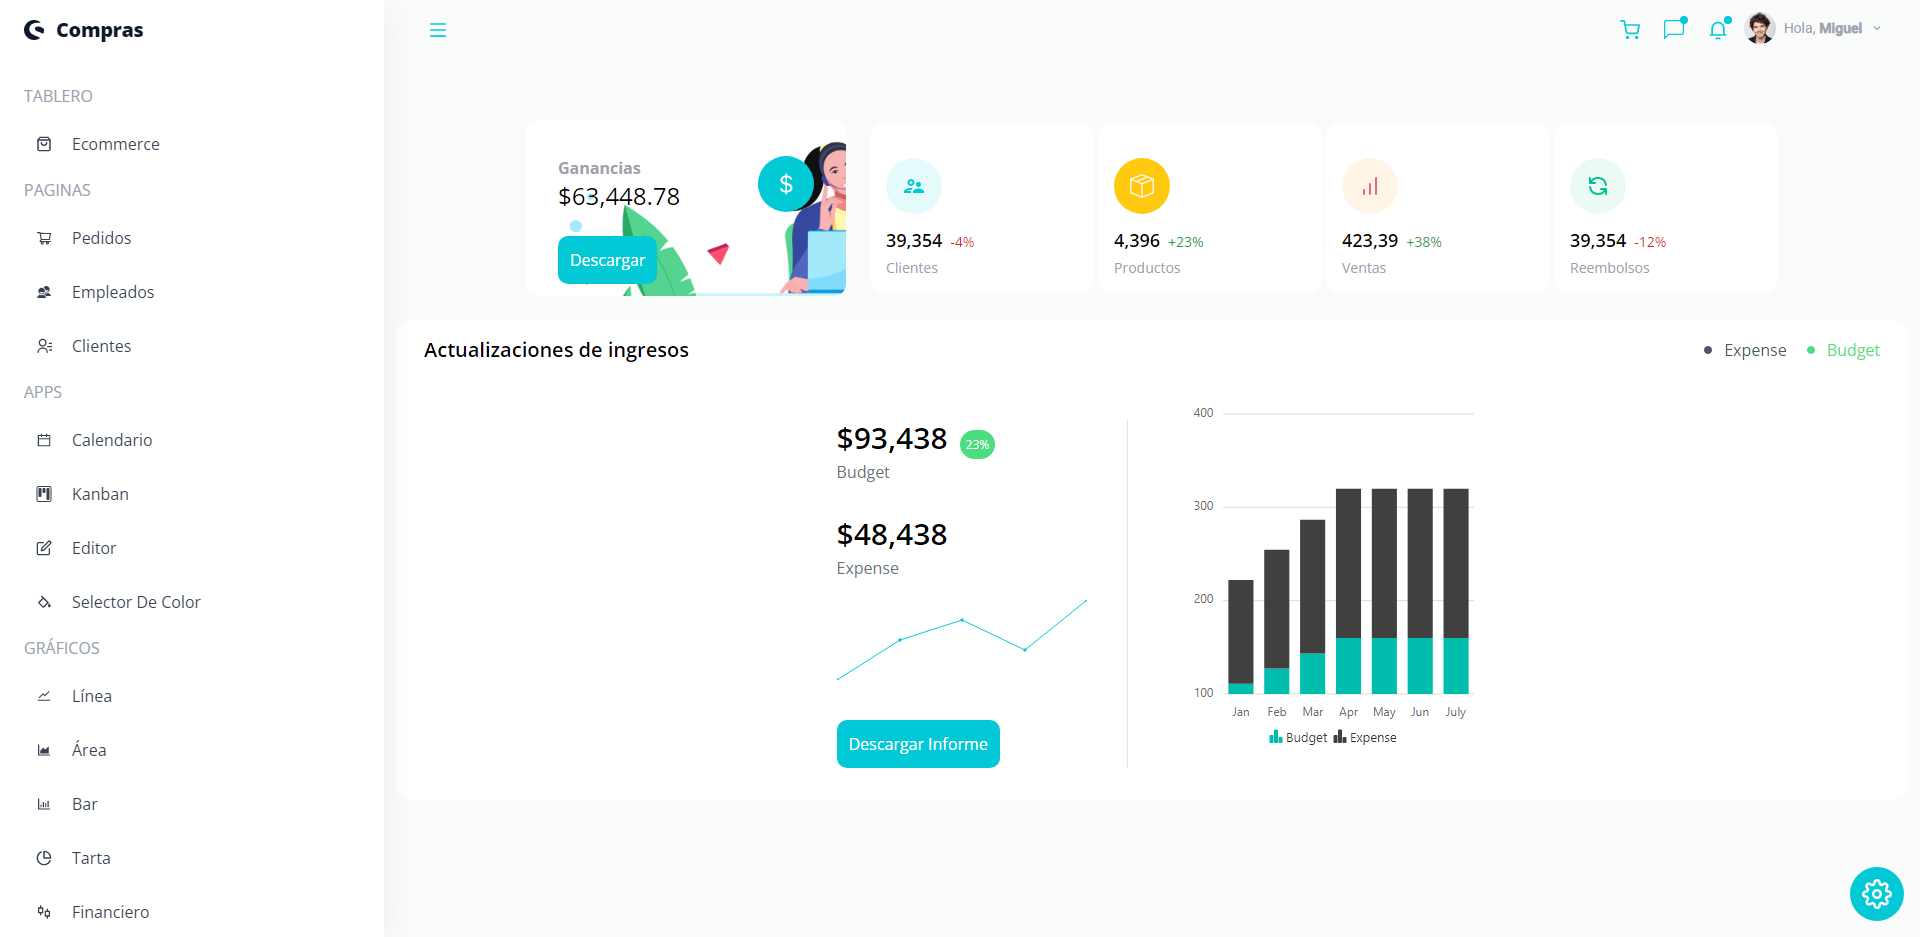 Compras
Hola, Miguel
TABLERO
Ecommerce
PAGINAS
Pedidos
Empleados
Clientes
APPS
Calendario
Kanban
Editor
Selector De Color
GRÁFICOS
Línea
Área
Bar
Tarta
Financiero
Ganancias
$63,448.78
$
Descargar
39,354 -4%
Clientes
4,396 +23%
Productos
423,39 +38%
Ventas
39,354 -12%
Reembolsos
Actualizaciones de ingresos
Expense
Budget
$93,438 23%
Budget
$48,438
Expense
Descargar Informe
400
300
200
100
Jan Feb Mar Apr May Jun July
Budget Expense